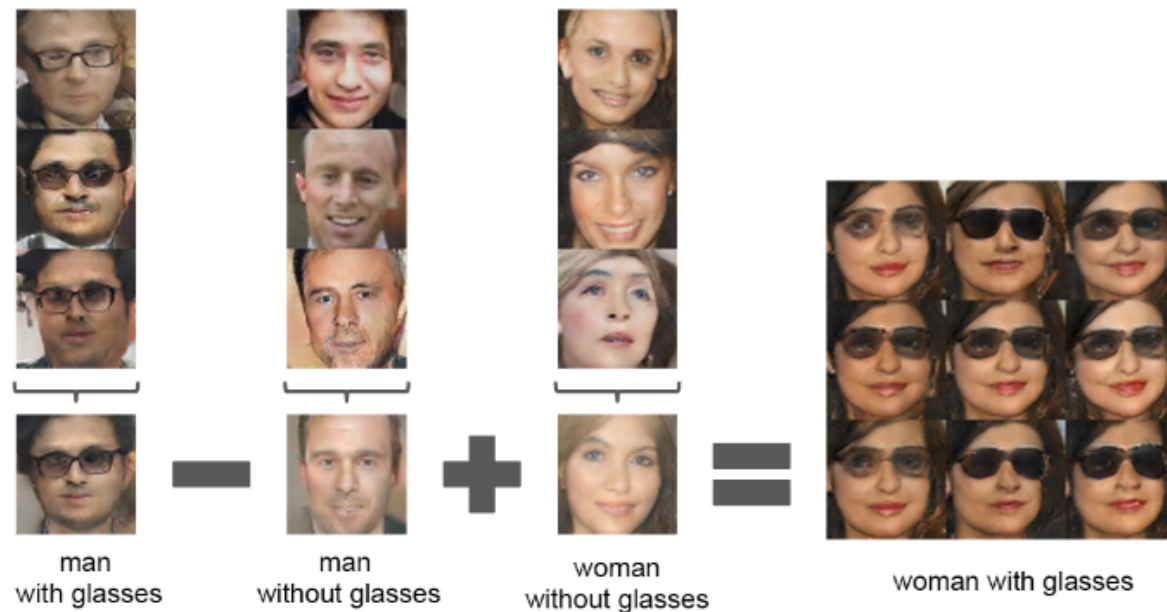 man
with glasses
man
without glasses
woman
without glasses
woman with glasses